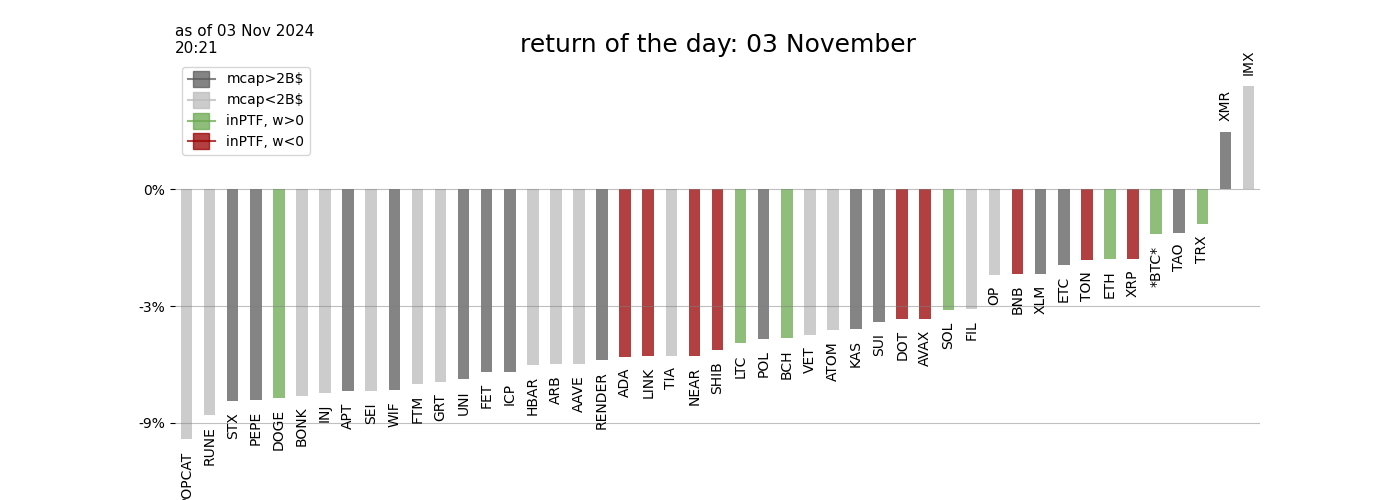 as of 03 Nov 2024
20:21
return of the day: 03 November
mcap>2B$
mcap<2B$
inPTF, w>0
inPTF, w<0
0%
-3%
-9%
OPCAT
RUNE
STX
PEPE
DOGE
BONK
INJ
APT
SEI
WIF
FTM
GRT
UNI
FET
ICP
HBAR
ARB
AAVE
RENDER
ADA
LINK
TIA
NEAR
SHIB
LTC
POL
BCH
VET
ATOM
KAS
SUI
DOT
AVAX
SOL
FIL
OP
BNB
XLM
ETC
TON
ETH
XRP
*BTC*
TAO
TRX
XMR
IMX